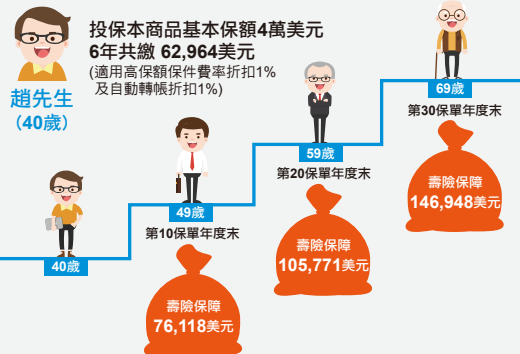 投保本商品基本保額4萬美元
6年共繳 62,964美元
(適用高保額保件費率折扣1%
及自動轉帳折扣1%)
趙先生
(40歲)
40歲
49歲
第10保單年度末
壽險保障
76,118美元
59歲
第20保單年度末
壽險保障
105,771美元
69歲
第30保單年度末
壽險保障
146,948美元